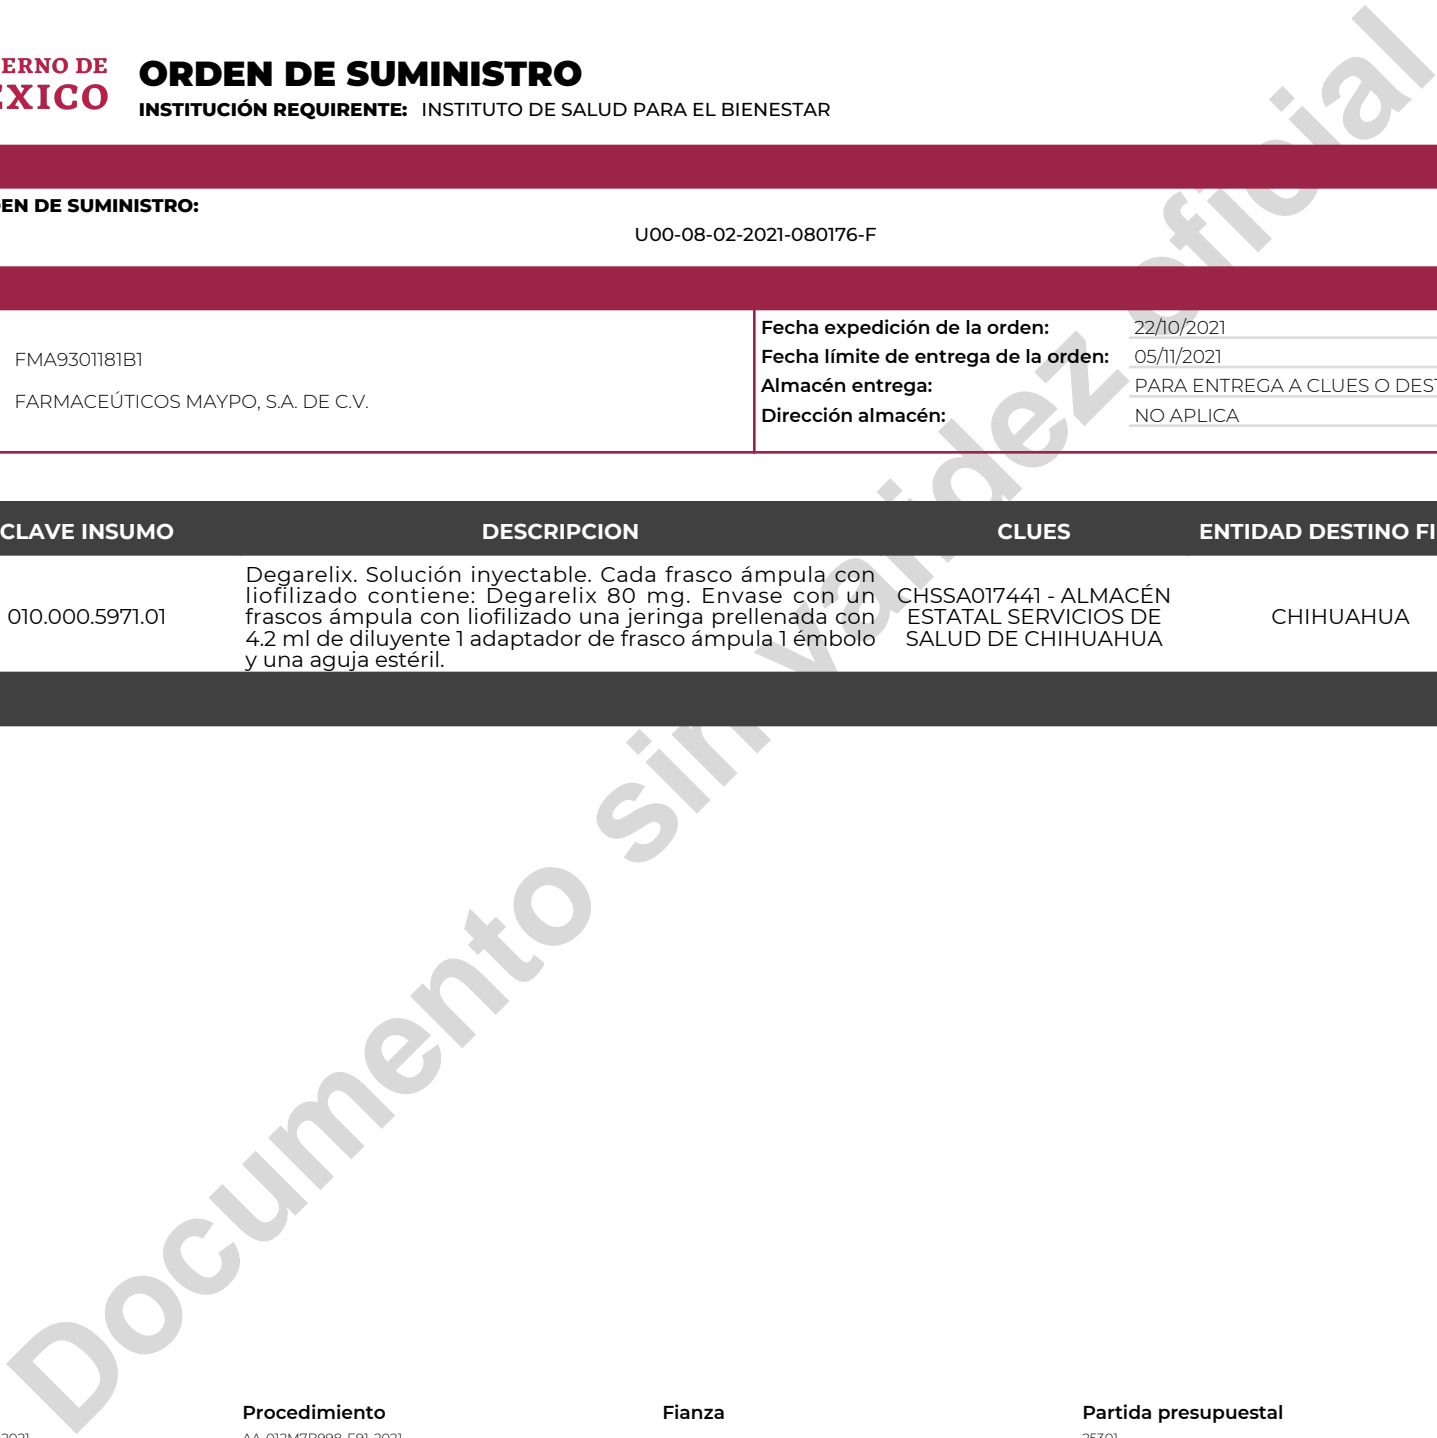 ERNO DE
EXICO
ORDEN DE SUMINISTRO
INSTITUCIÓN REQUIRENTE: INSTITUTO DE SALUD PARA EL BIENESTAR
EN DE SUMINISTRO:
U00-08-02-2021-080176-F
FMA9301181B1
FARMACEÚTICOS MAYPO, S.A. DE C.V.
Fecha expedición de la orden: 22/10/2021
Fecha límite de entrega de la orden: 05/11/2021
Almacén entrega: PARA ENTREGA A CLUES O DEST
Dirección almacén: NO APLICA
CLAVE INSUMO DESCRIPCION CLUES ENTIDAD DESTINO FI
010.000.5971.01
Degarelix. Solución inyectable. Cada frasco ámpula con
liofilizado contiene: Degarelix 80 mg. Envase con un
frascos ámpula con liofilizado una jeringa prellenada con
4.2 ml de diluyente 1 adaptador de frasco ámpula 1 émbolo
y una aguja estéril.
CHSSA017441 - ALMACÉN
ESTATAL SERVICIOS DE
SALUD DE CHIHUAHUA
CHIHUAHUA
Documento sin validez oficial
Procedimiento Fianza Partida presupuestal